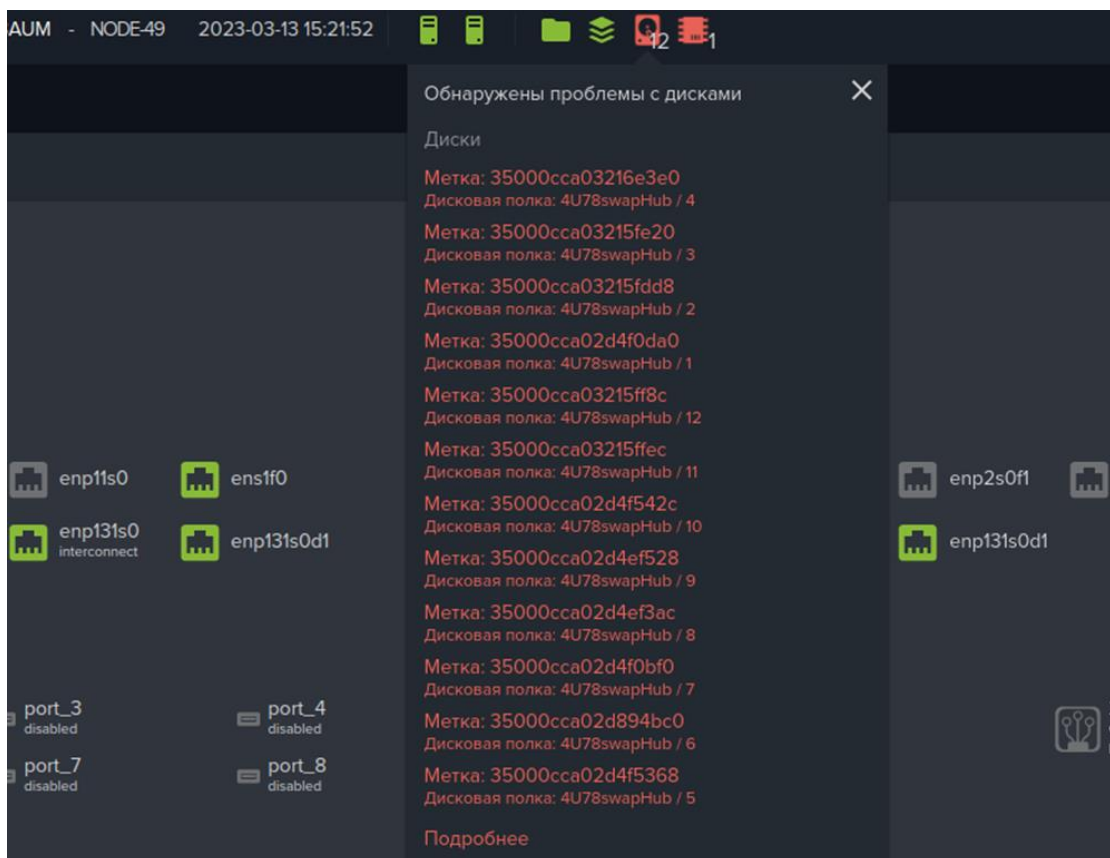 AUM - NODE-49 2023-03-13 15:21:52 12 1
Обнаружены проблемы с дисками
Диски
Метка: 35000cca03216e3e0
Дисковая полка: 4U78swapHub / 4
Метка: 35000cca03215fe20
Дисковая полка: 4U78swapHub / 3
Метка: 35000cca03215fdd8
Дисковая полка: 4U78swapHub / 2
Метка: 35000cca02d4f0da0
Дисковая полка: 4U78swapHub / 1
Метка: 35000cca03215ff8c
Дисковая полка: 4U78swapHub / 12
Метка: 35000cca03215ffec
Дисковая полка: 4U78swapHub / 11
Метка: 35000cca02d4f542c
Дисковая полка: 4U78swapHub / 10
Метка: 35000cca02d4ef528
Дисковая полка: 4U78swapHub / 9
Метка: 35000cca02d4ef3ac
Дисковая полка: 4U78swapHub / 8
Метка: 35000cca02d4f0bf0
Дисковая полка: 4U78swapHub / 7
Метка: 35000cca02d894bc0
Дисковая полка: 4U78swapHub / 6
Метка: 35000cca02d4f5368
Дисковая полка: 4U78swapHub / 5
Подробнее
enp11s0 ens1f0
enp131s0 enp131s0d1
interconnect
port_3 port_4
disabled disabled
port_7 port_8
disabled disabled
enp2s0f1
enp131s0d1